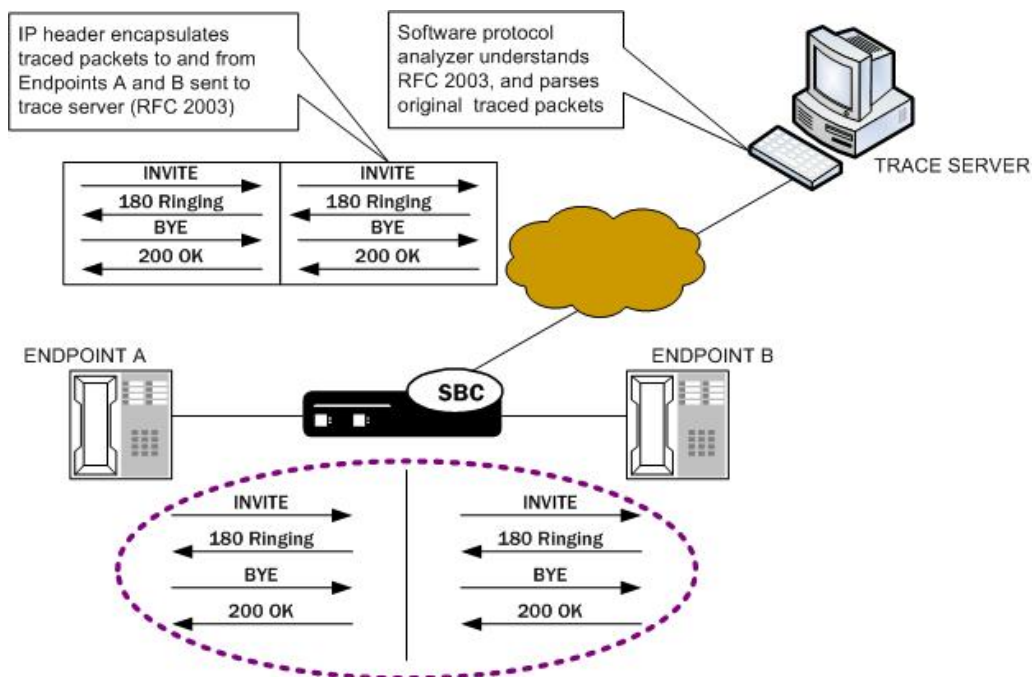 IP header encapsulates
traced packets to and from
Endpoints A and B sent to
trace server (RFC 2003)
Software protocol
analyzer understands
RFC 2003, and parses
original traced packets
TRACE SERVER
INVITE
180 Ringing
BYE
200 OK
INVITE
180 Ringing
BYE
200 OK
ENDPOINT A
SBC
ENDPOINT B
INVITE
180 Ringing
BYE
200 OK
INVITE
180 Ringing
BYE
200 OK